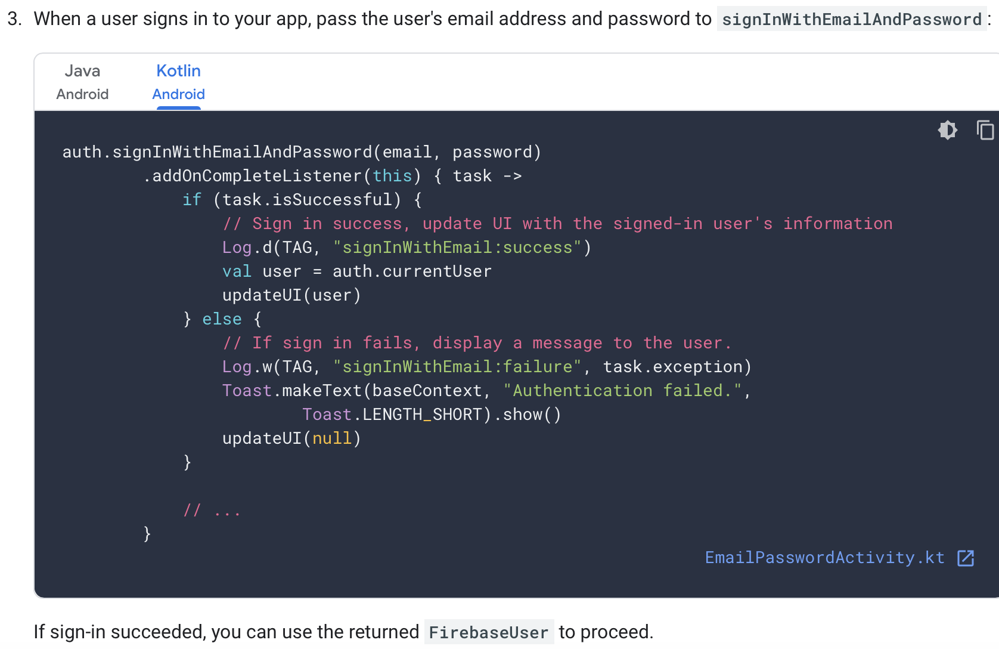 3. When a user signs in to your app, pass the user's email address and password to signInWithEmailAndPassword:
Java Kotlin
Android Android
auth.signInWithEmailAndPassword(email, password)
        .addOnCompleteListener(this) { task ->
            if (task.isSuccessful) {
                // Sign in success, update UI with the signed-in user's information
                Log.d(TAG, "signInWithEmail:success")
                val user = auth.currentUser
                updateUI(user)
            } else {
                // If sign in fails, display a message to the user.
                Log.w(TAG, "signInWithEmail:failure", task.exception)
                Toast.makeText(baseContext, "Authentication failed.",
                        Toast.LENGTH_SHORT).show()
                updateUI(null)
            }
            // ...
        }
EmailPasswordActivity.kt
If sign-in succeeded, you can use the returned FirebaseUser to proceed.